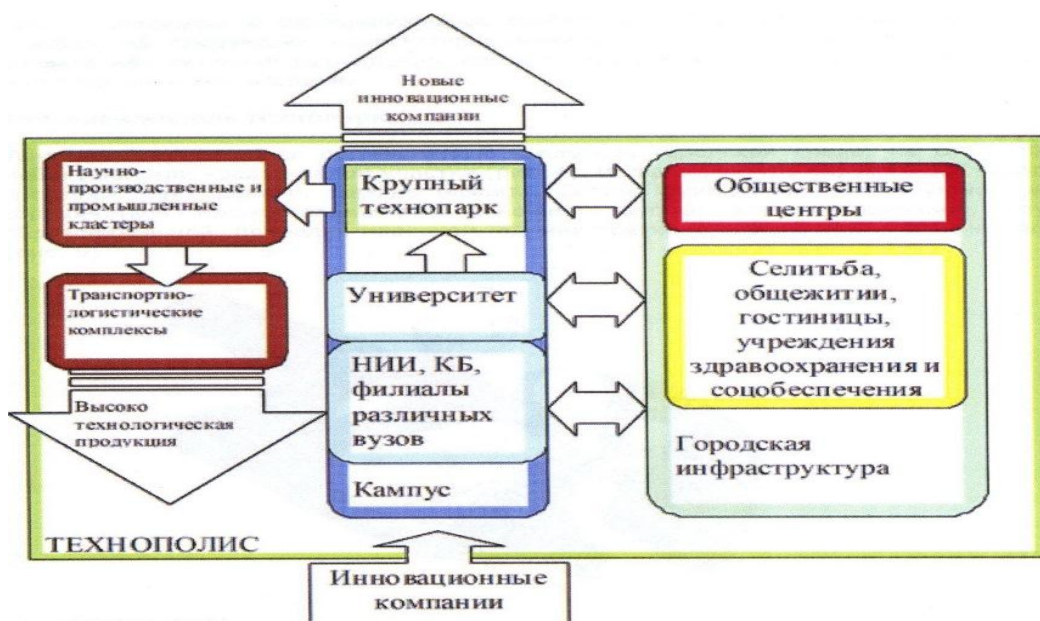 Новые
инновационные
компании
Научно-
производственные и
промышленные
кластеры
Крупный
технопарк
Общественные
центры
Транспортно-
логистические
комплексы
Университет
Селитьба,
общежитии,
гостиницы,
учреждения
здравоохранения и
соцобеспечения
НИИ, КБ,
филиалы
различных
вузов
Высоко
технологическая
продукция
Городская
инфраструктура
Кампус
ТЕХНОПОЛИС
Инновационные
компании